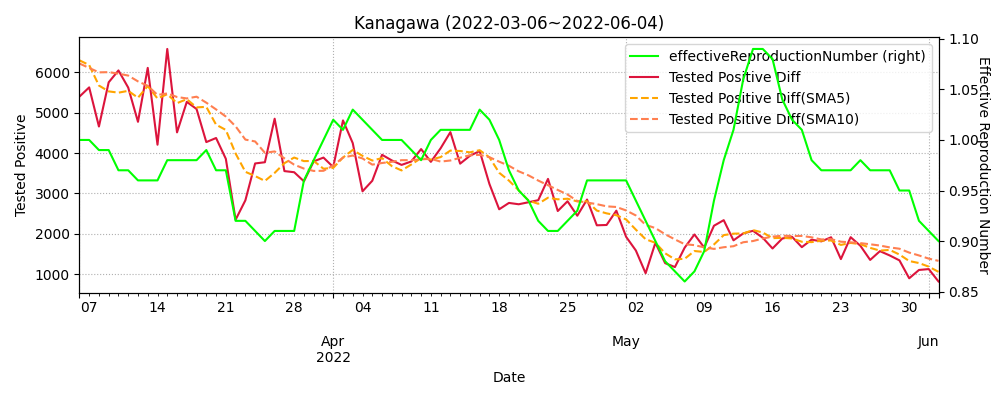 Kanagawa (2022-03-06~2022-06-04)
effectiveReproductionNumber (right)
Tested Positive Diff
Tested Positive Diff(SMA5)
Tested Positive Diff(SMA10)
Tested Positive
6000
5000
4000
3000
2000
1000
1.10
1.05
1.00
0.95
0.90
0.85
Effective Reproduction Number
07 14 21 28 04 11 18 25 02 09 16 23 30
Apr May Jun
2022
Date